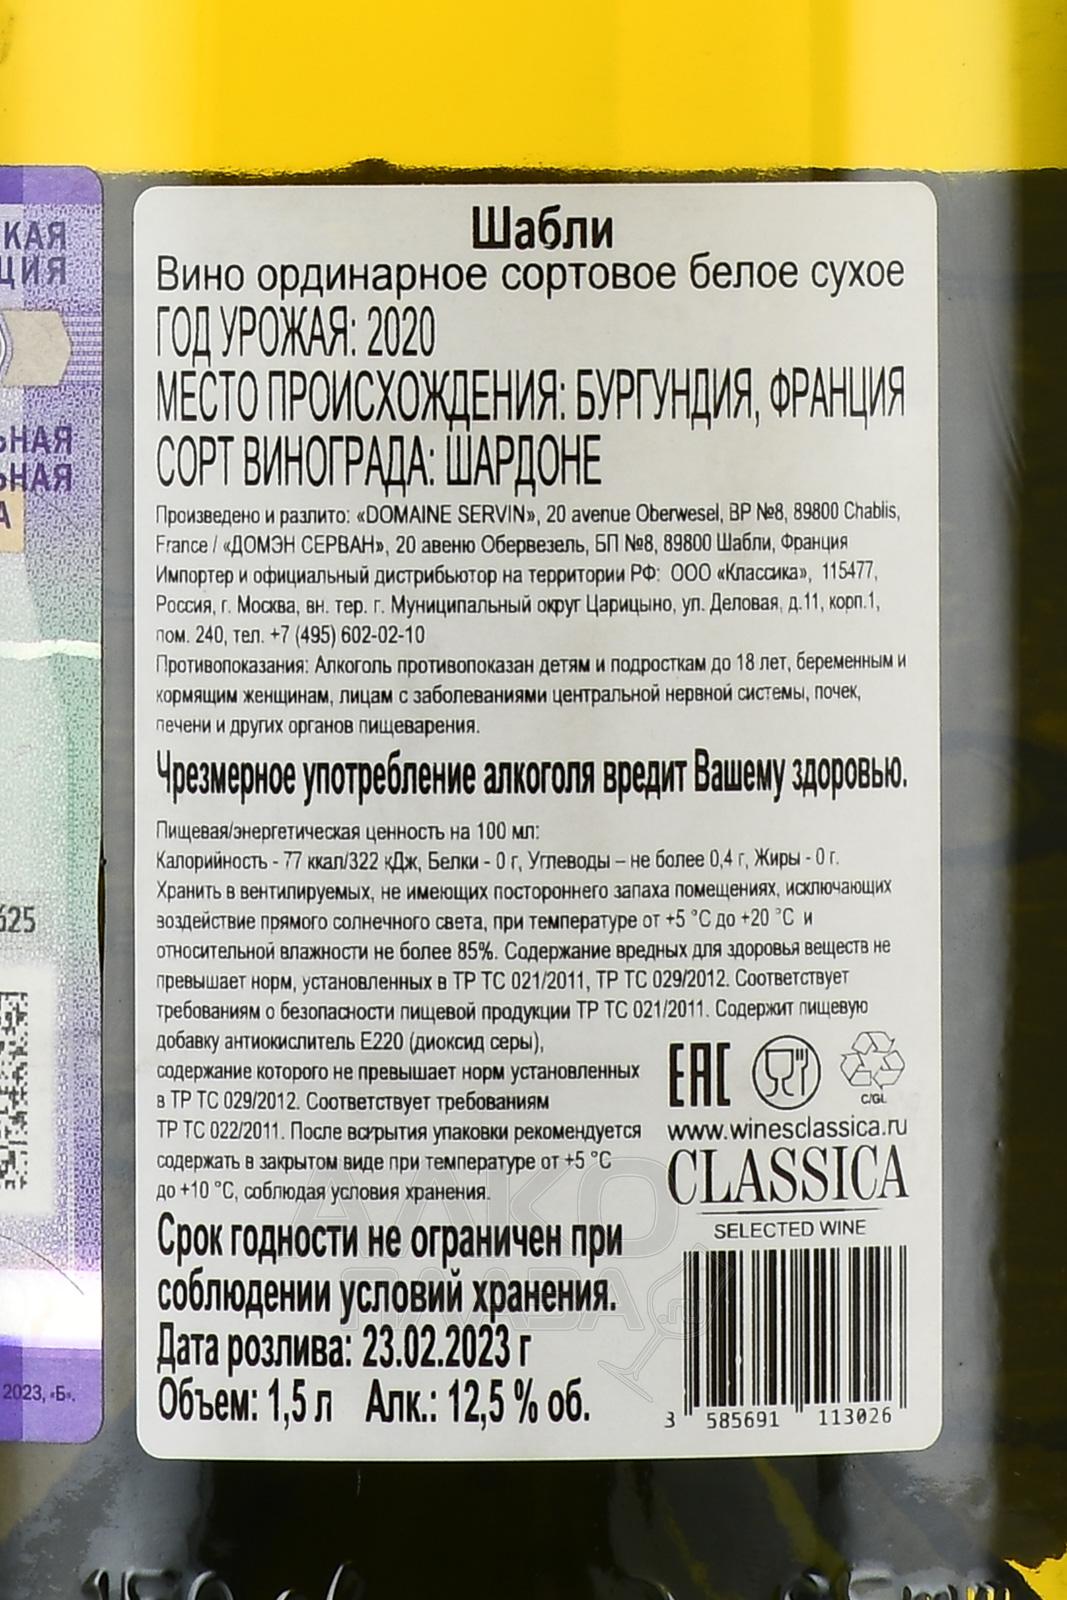 КАЯ
ЦИЯ
ЬНАЯ
ЬНАЯ
А
625
2023, «Б».
Шабли
Вино ординарное сортовое белое сухое
ГОД УРОЖАЯ: 2020
МЕСТО ПРОИСХОЖДЕНИЯ: БУРГУНДИЯ, ФРАНЦИЯ
СОРТ ВИНОГРАДА: ШАРДОНЕ
Произведено и разлито: «DOMAINE SERVIN», 20 avenue Oberwesel, BP №8, 89800 Chablis,
France / «ДОМЭН СЕРВАН», 20 авеню Обервезель, БП №8, 89800 Шабли, Франция
Импортер и официальный дистрибьютор на территории РФ: ООО «Классика», 115477,
Россия, г. Москва, вн. тер. г. Муниципальный округ Царицыно, ул. Деловая, д.11, корп.1,
пом. 240, тел. +7 (495) 602-02-10
Противопоказания: Алкоголь противопоказан детям и подросткам до 18 лет, беременным и
кормящим женщинам, лицам с заболеваниями центральной нервной системы, почек,
печени и других органов пищеварения.
Чрезмерное употребление алкоголя вредит Вашему здоровью.
Пищевая/энергетическая ценность на 100 мл:
Калорийность - 77 ккал/322 кДж, Белки - 0 г, Углеводы – не более 0,4 г, Жиры - 0 г.
Хранить в вентилируемых, не имеющих постороннего запаха помещениях, исключающих
воздействие прямого солнечного света, при температуре от +5 °С до +20 °С и
относительной влажности не более 85%. Содержание вредных для здоровья веществ не
превышает норм, установленных в ТР ТС 021/2011, ТР ТС 029/2012. Соответствует
требованиям о безопасности пищевой продукции ТР ТС 021/2011. Содержит пищевую
добавку антиокислитель Е220 (диоксид серы),
содержание которого не превышает норм установленных
в ТР ТС 029/2012. Соответствует требованиям
ТР ТС 022/2011. После вскрытия упаковки рекомендуется
содержать в закрытом виде при температуре от +5 °С
до +10 °С, соблюдая условия хранения.
Срок годности не ограничен при
соблюдении условий хранения.
Дата розлива: 23.02.2023 г
Объем: 1,5 л Алк.: 12,5 % об.
EAC
C/GL
www.winesclassica.ru
CLASSICA
SELECTED WINE
3 585691 113026
АЛКО
ПЛАЗА
.ru